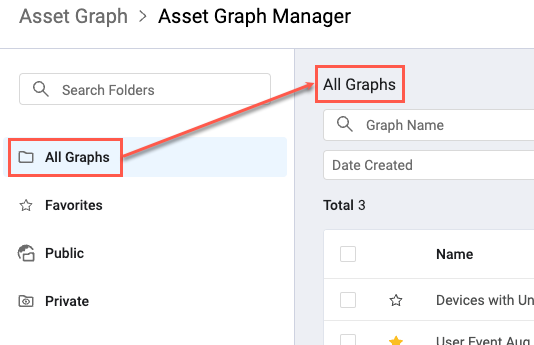 Asset Graph > Asset Graph Manager
Search Folders
All Graphs
Favorites
Public
Private
All Graphs
Graph Name
Date Created
Total 3
Name
Devices with Un
User Event Aug